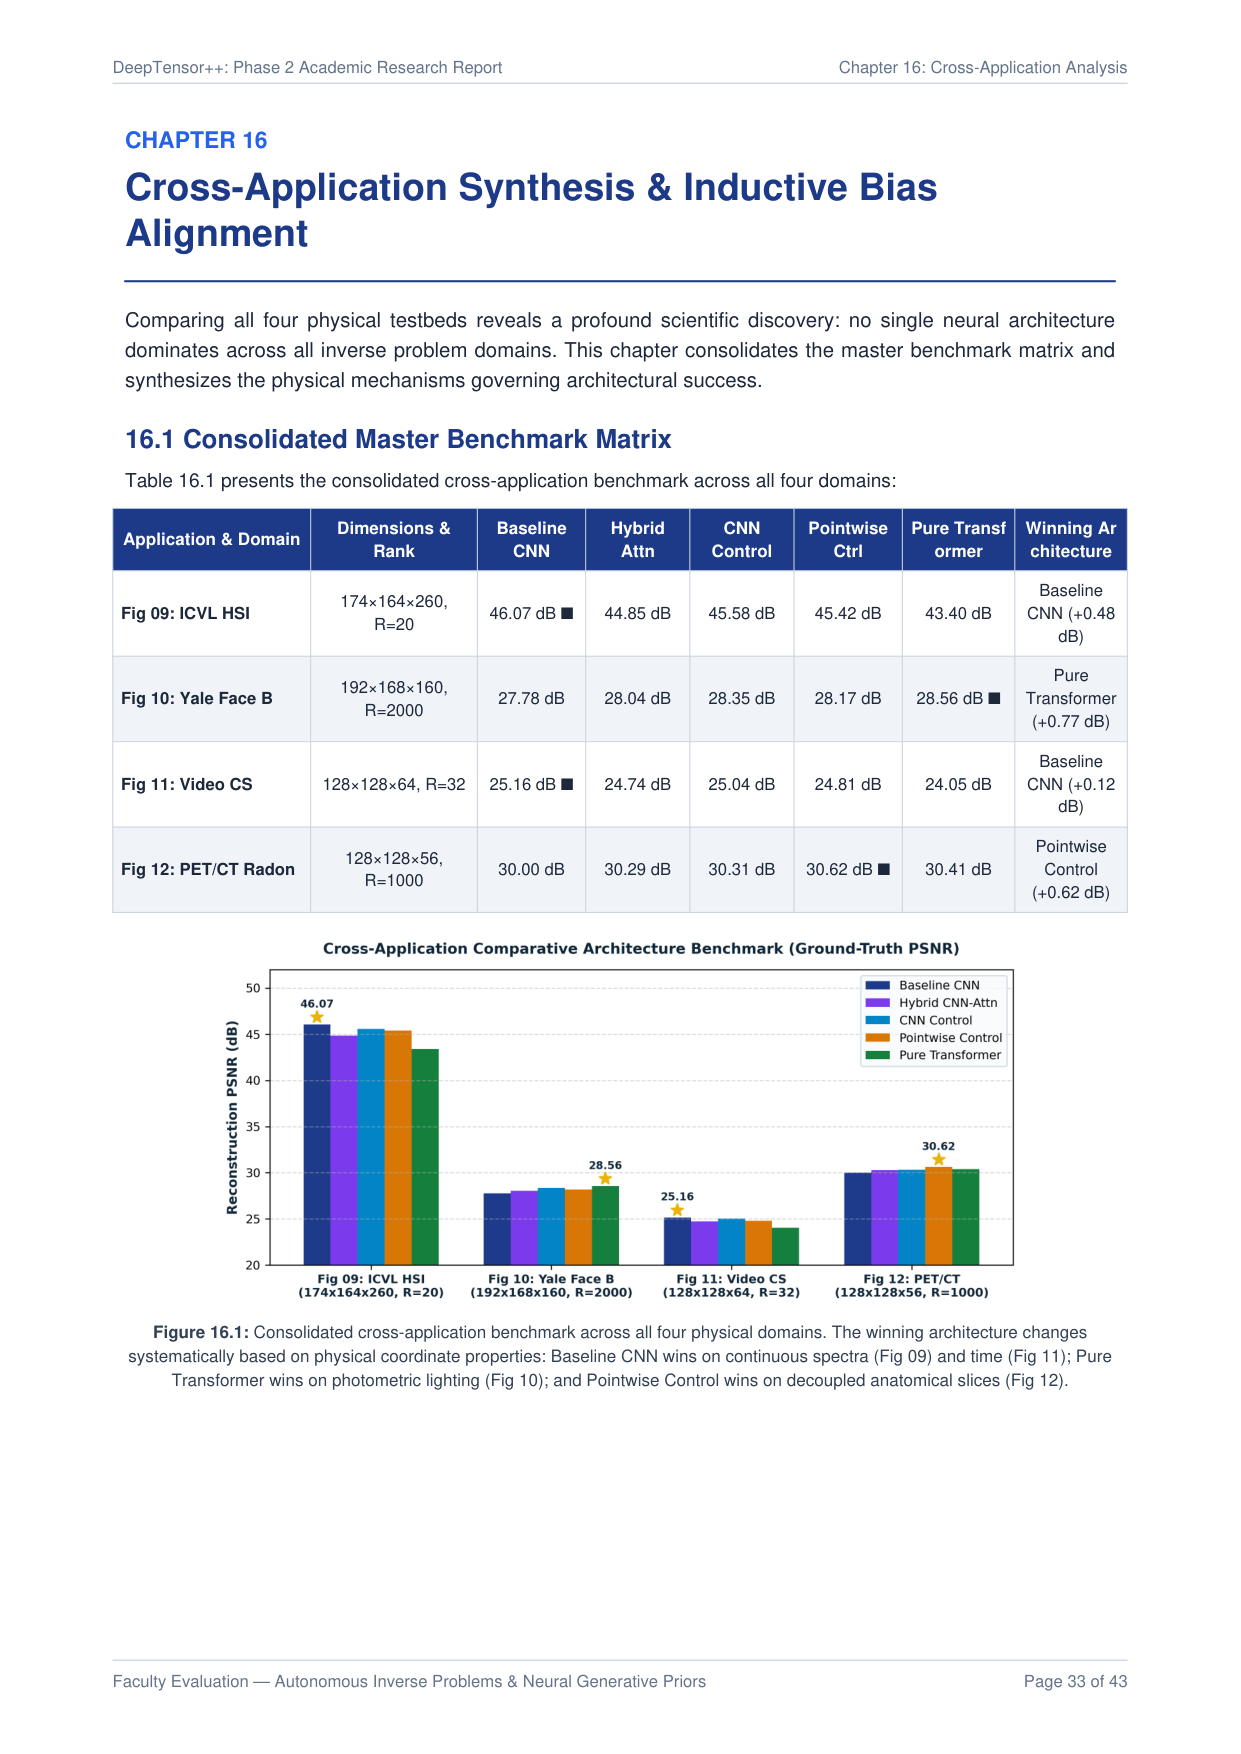 DeepTensor++: Phase 2 Academic Research Report
Chapter 16: Cross-Application Analysis
CHAPTER 16
Cross-Application Synthesis & Inductive Bias
Alignment
Comparing all four physical testbeds reveals a profound scientific discovery: no single neural architecture
dominates across all inverse problem domains. This chapter consolidates the master benchmark matrix and
synthesizes the physical mechanisms governing architectural success.
16.1 Consolidated Master Benchmark Matrix
Table 16.1 presents the consolidated cross-application benchmark across all four domains:
Application & Domain
Dimensions &
Rank
Baseline
CNN
Hybrid
Attn
CNN
Control
Pointwise
Ctrl
Pure Transf
ormer
Winning Ar
chitecture
Fig 09: ICVL HSI
174×164×260,
R=20
46.07 dB ■
44.85 dB
45.58 dB
45.42 dB
43.40 dB
Baseline
CNN (+0.48
dB)
Fig 10: Yale Face B
192×168×160,
R=2000
27.78 dB
28.04 dB
28.35 dB
28.17 dB
28.56 dB ■
Pure
Transformer
(+0.77 dB)
Fig 11: Video CS
128×128×64, R=32
25.16 dB ■
24.74 dB
25.04 dB
24.81 dB
24.05 dB
Baseline
CNN (+0.12
dB)
Fig 12: PET/CT Radon
128×128×56,
R=1000
30.00 dB
30.29 dB
30.31 dB
30.62 dB ■
30.41 dB
Pointwise
Control
(+0.62 dB)
Cross-Application Comparative Architecture Benchmark (Ground-Truth PSNR)
Reconstruction PSNR (dB)
50
45
40
35
30
25
20
46.07
28.56
25.16
30.62
Baseline CNN
Hybrid CNN-Attn
CNN Control
Pointwise Control
Pure Transformer
Fig 09: ICVL HSI
(174x164x260, R=20)
Fig 10: Yale Face B
(192x168x160, R=2000)
Fig 11: Video CS
(128x128x64, R=32)
Fig 12: PET/CT
(128x128x56, R=1000)
Figure 16.1: Consolidated cross-application benchmark across all four physical domains. The winning architecture changes
systematically based on physical coordinate properties: Baseline CNN wins on continuous spectra (Fig 09) and time (Fig 11); Pure
Transformer wins on photometric lighting (Fig 10); and Pointwise Control wins on decoupled anatomical slices (Fig 12).
Faculty Evaluation — Autonomous Inverse Problems & Neural Generative Priors
Page 33 of 43